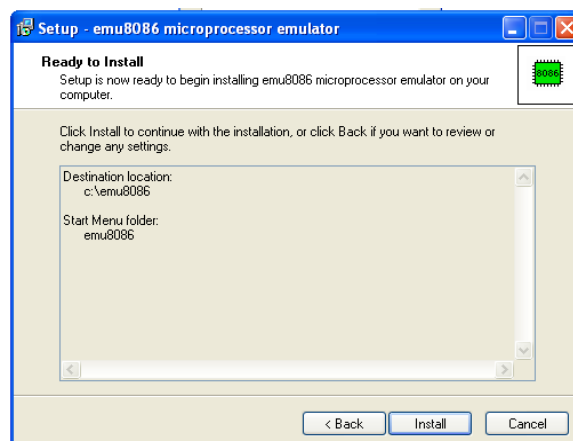 Setup - emu8086 microprocessor emulator
Ready to Install
Setup is now ready to begin installing emu8086 microprocessor emulator on your
computer.
8086
Click Install to continue with the installation, or click Back if you want to review or
change any settings.
Destination location:
c:\emu8086
Start Menu folder:
emu8086
< Back
Install
Cancel